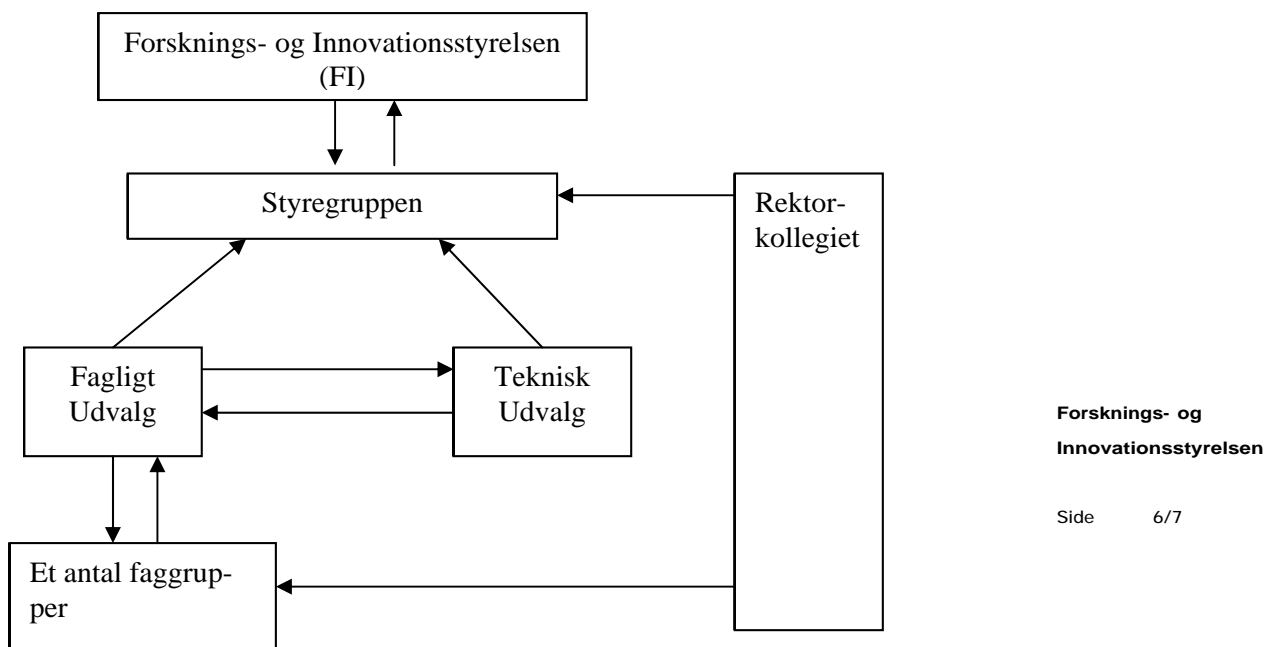 Forsknings- og Innovationsstyrelsen
(FI)
Styregruppen
Rektor-
kollegiet
Fagligt
Udvalg
Teknisk
Udvalg
Forsknings- og
Innovationsstyrelsen
Side 6/7
Et antal faggrup-
per